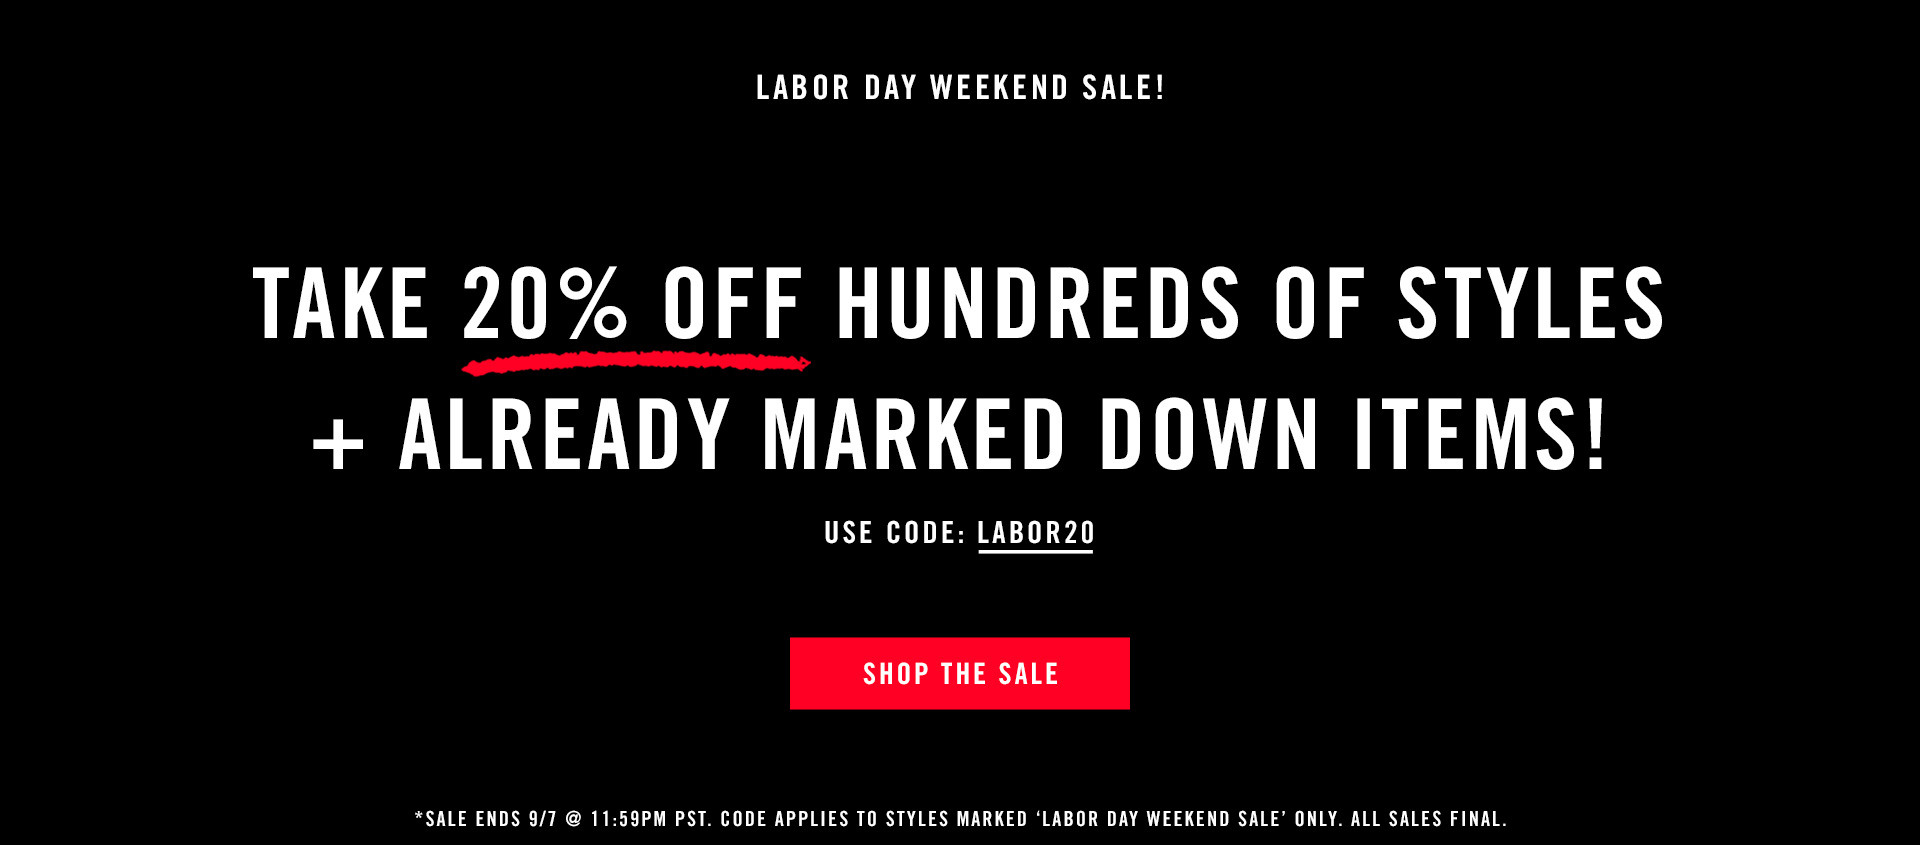 LABOR DAY WEEKEND SALE!
TAKE 20% OFF HUNDREDS OF STYLES
+ ALREADY MARKED DOWN ITEMS!
USE CODE: LABOR20
SHOP THE SALE
*SALE ENDS 9/7 @ 11:59PM PST. CODE APPLIES TO STYLES MARKED ‘LABOR DAY WEEKEND SALE’ ONLY. ALL SALES FINAL.